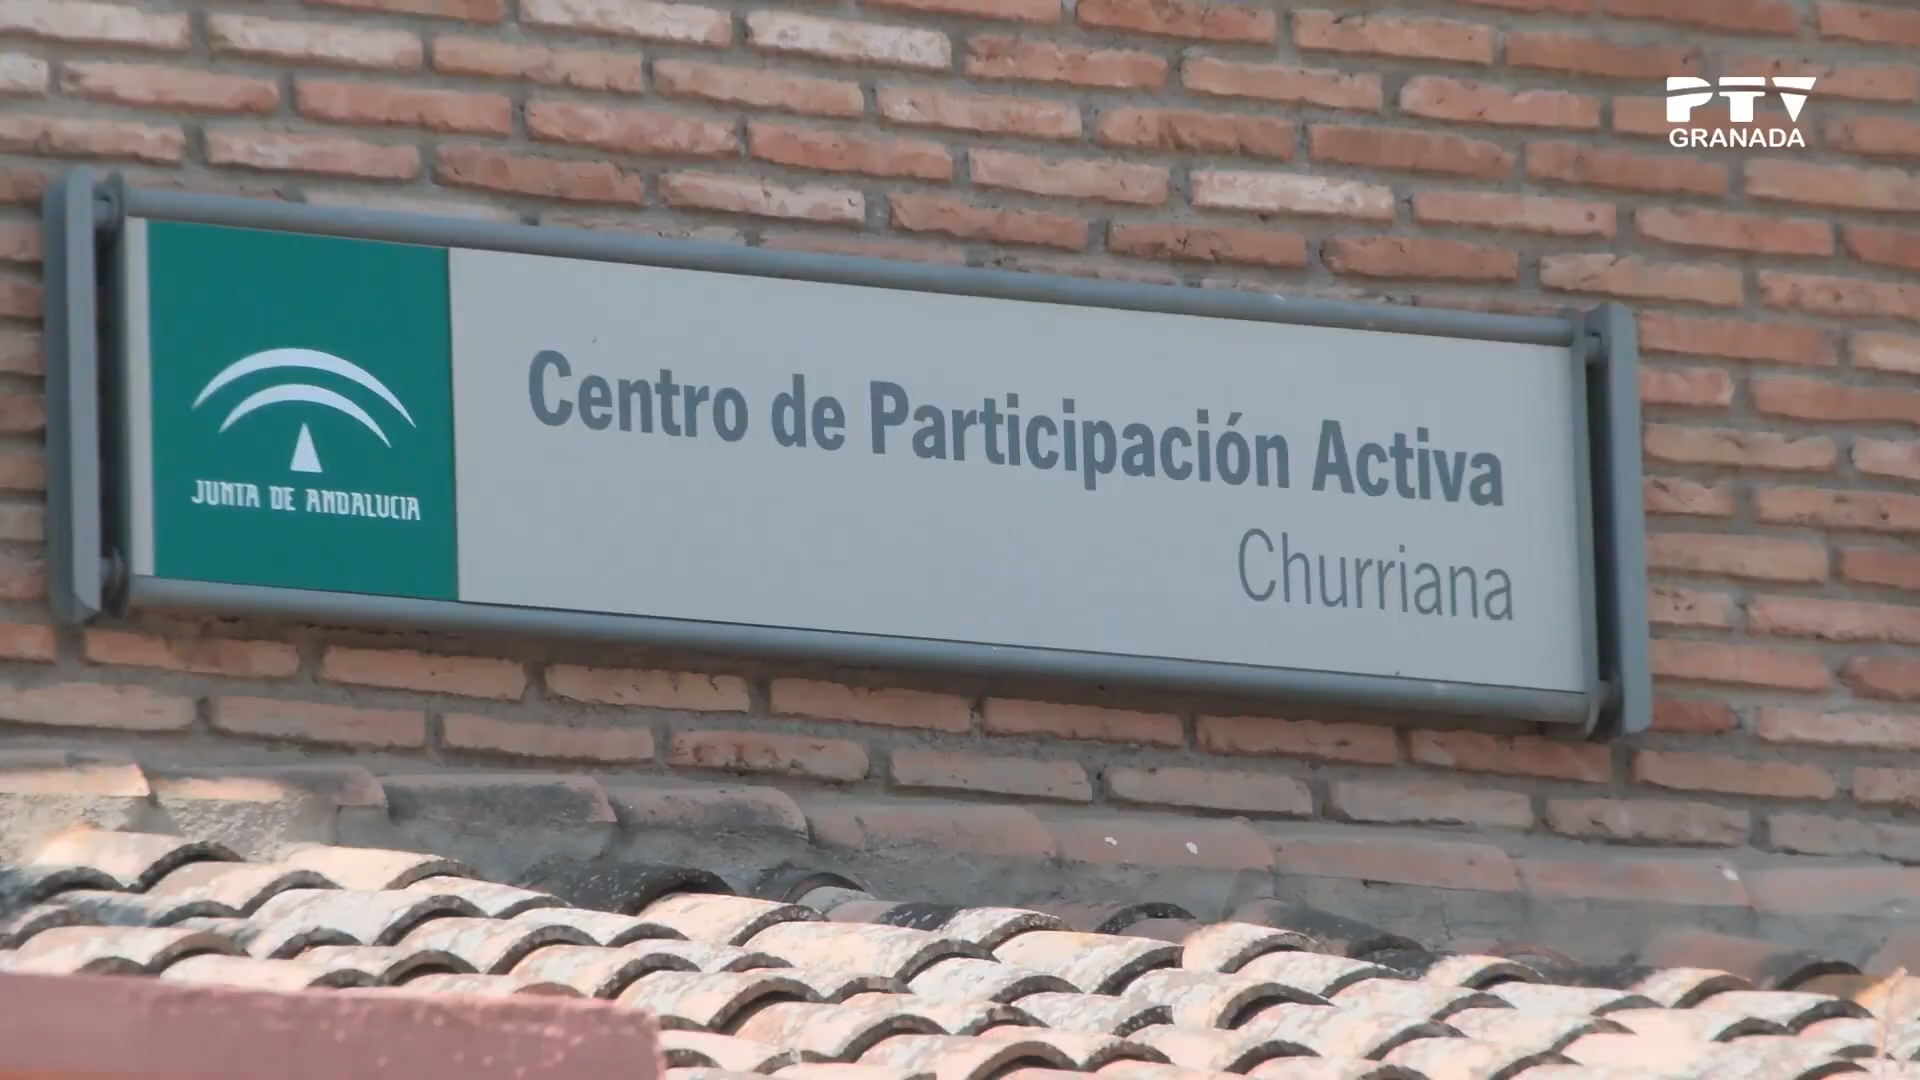 PTV
GRANADA
Centro de Participación Activa
Churriana
JUNTA DE ANDALUCIA